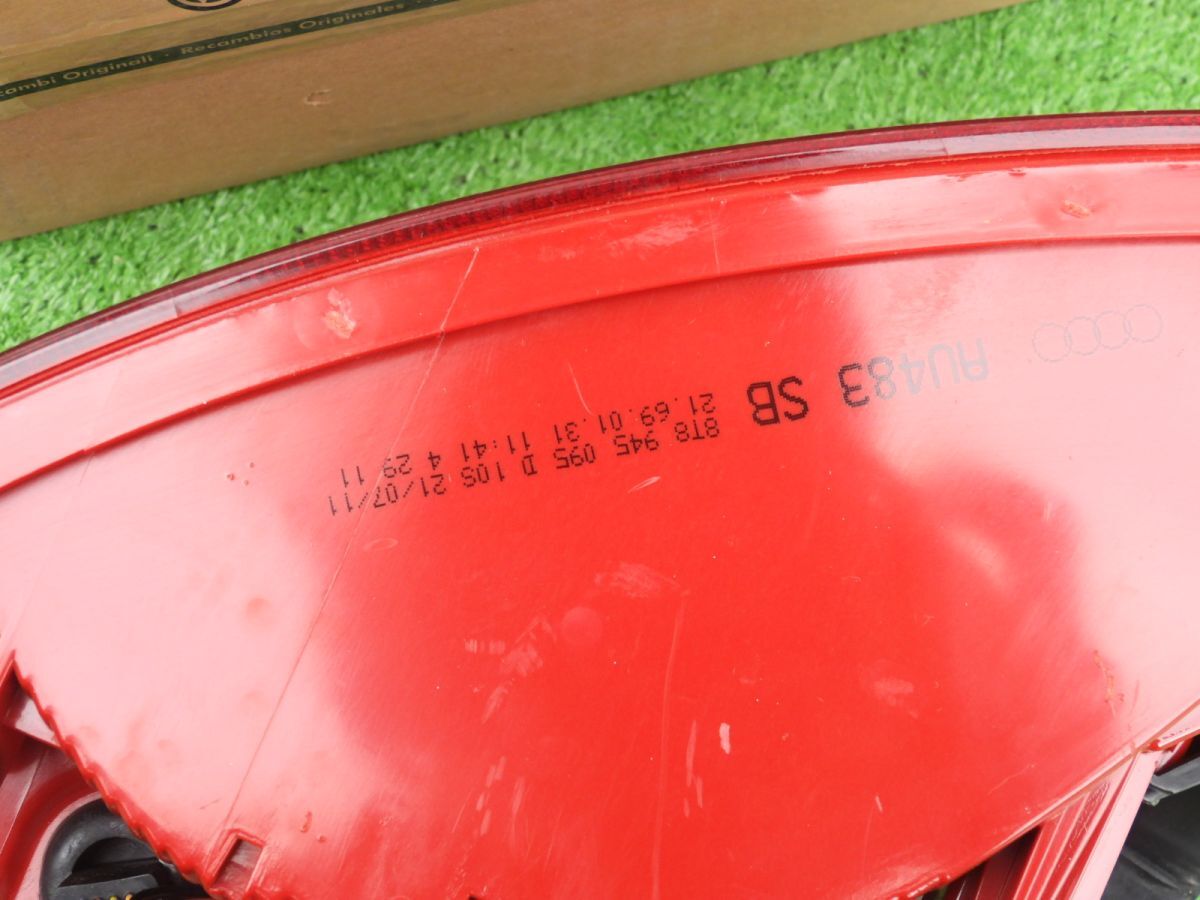 cambi Originali · Recambios Originales ·
AU483 SB
21.69.01.31 11:41 4 29 11
8T8 945 095 D 10S 21/07/11